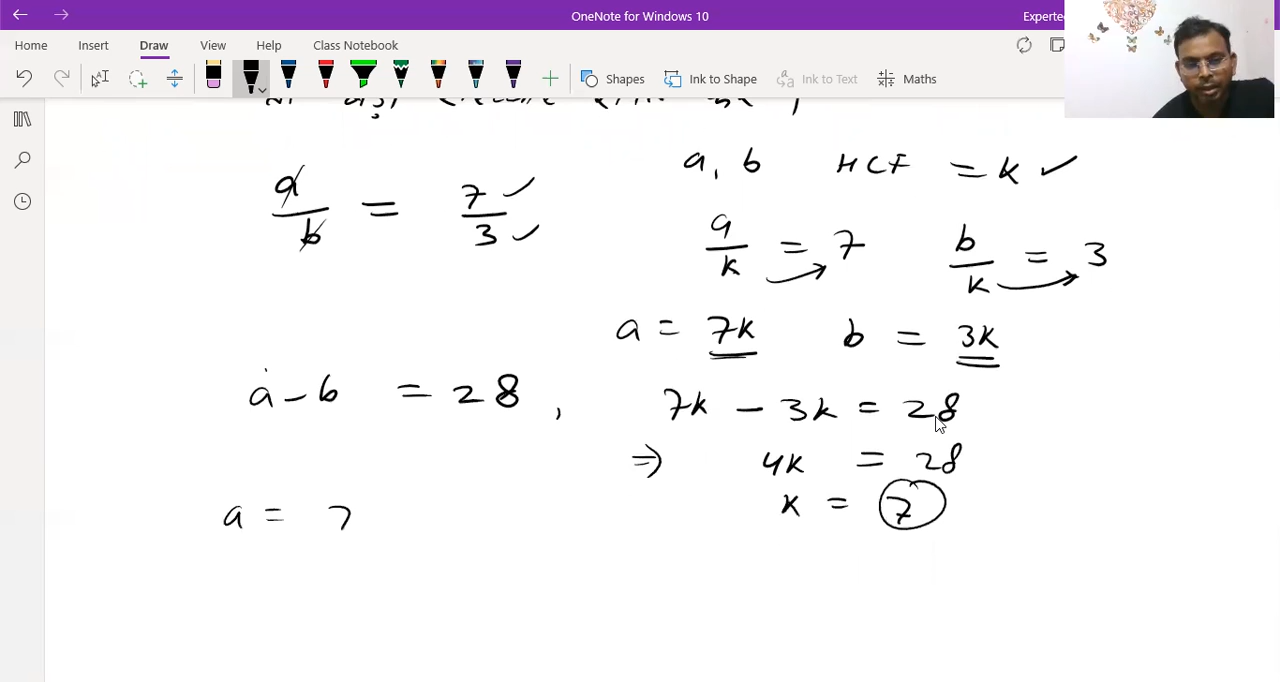 OneNote for Windows 10
Home Insert Draw View Help Class Notebook
Shapes Ink to Shape Ink to Text Maths
a, b HCF = k ✓
a/b = 7/3 ✓ ✓
a/k = 7 b/k = 3
a = 7k b = 3k
a - b = 28 , 7k - 3k = 28
⇒ 4k = 28
k = 7
a = 7